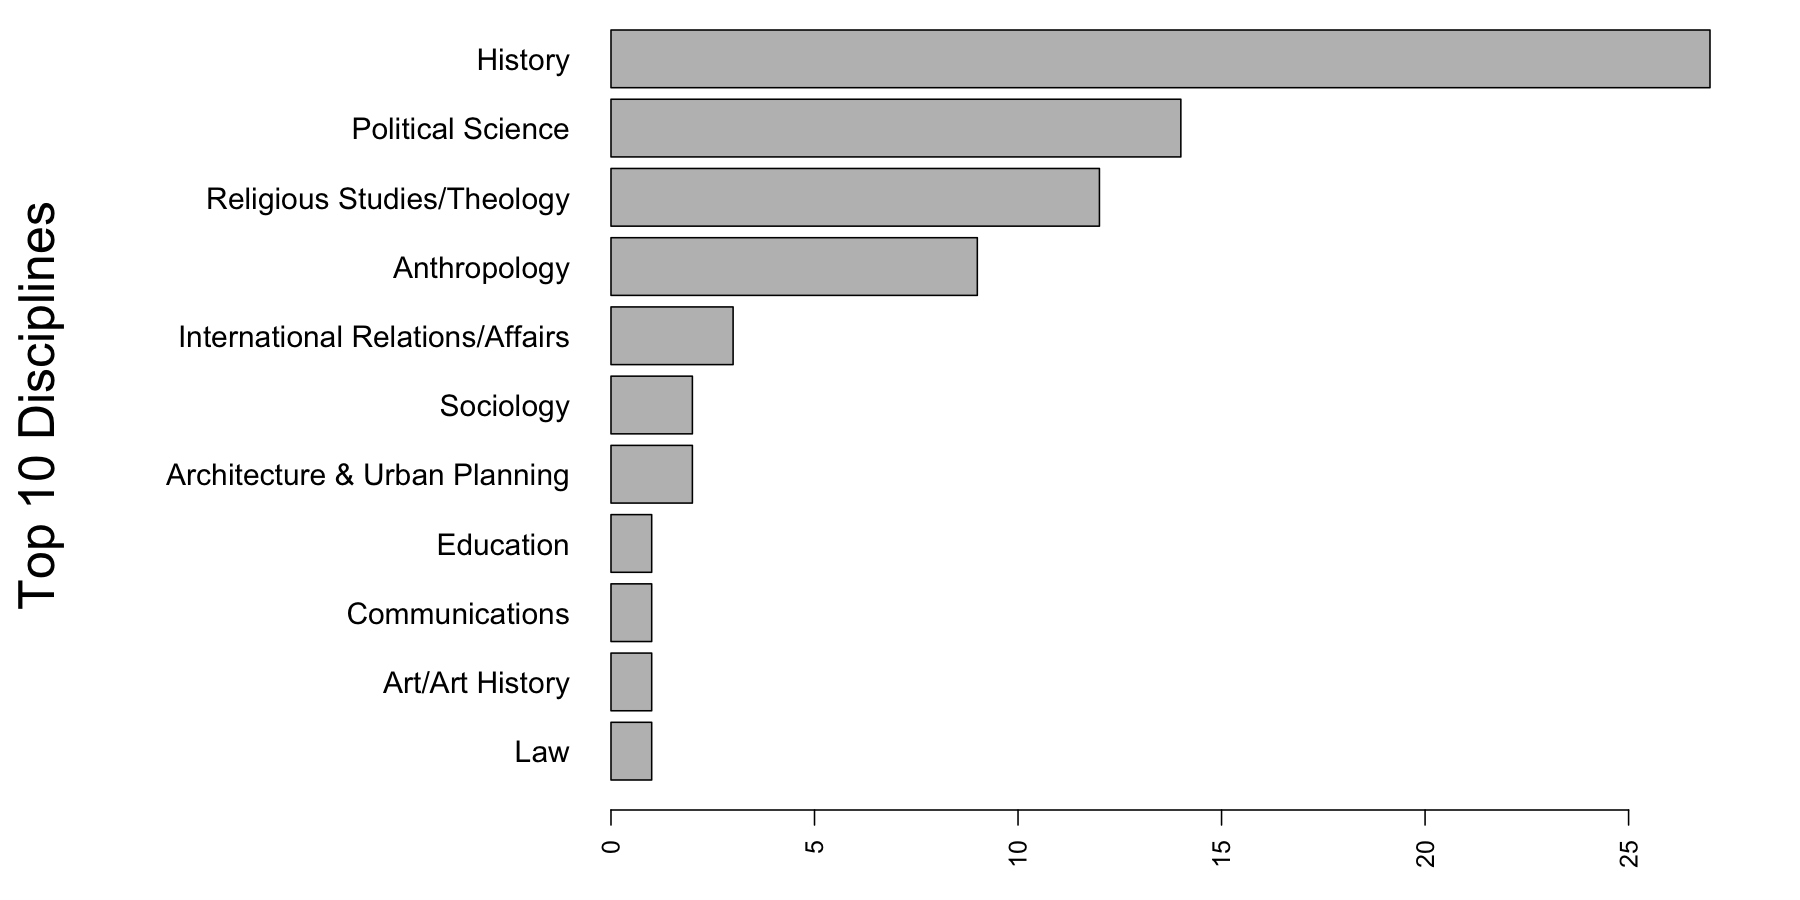 Top 10 Disciplines
History
Political Science
Religious Studies/Theology
Anthropology
International Relations/Affairs
Sociology
Architecture & Urban Planning
Education
Communications
Art/Art History
Law
0 5 10 15 20 25